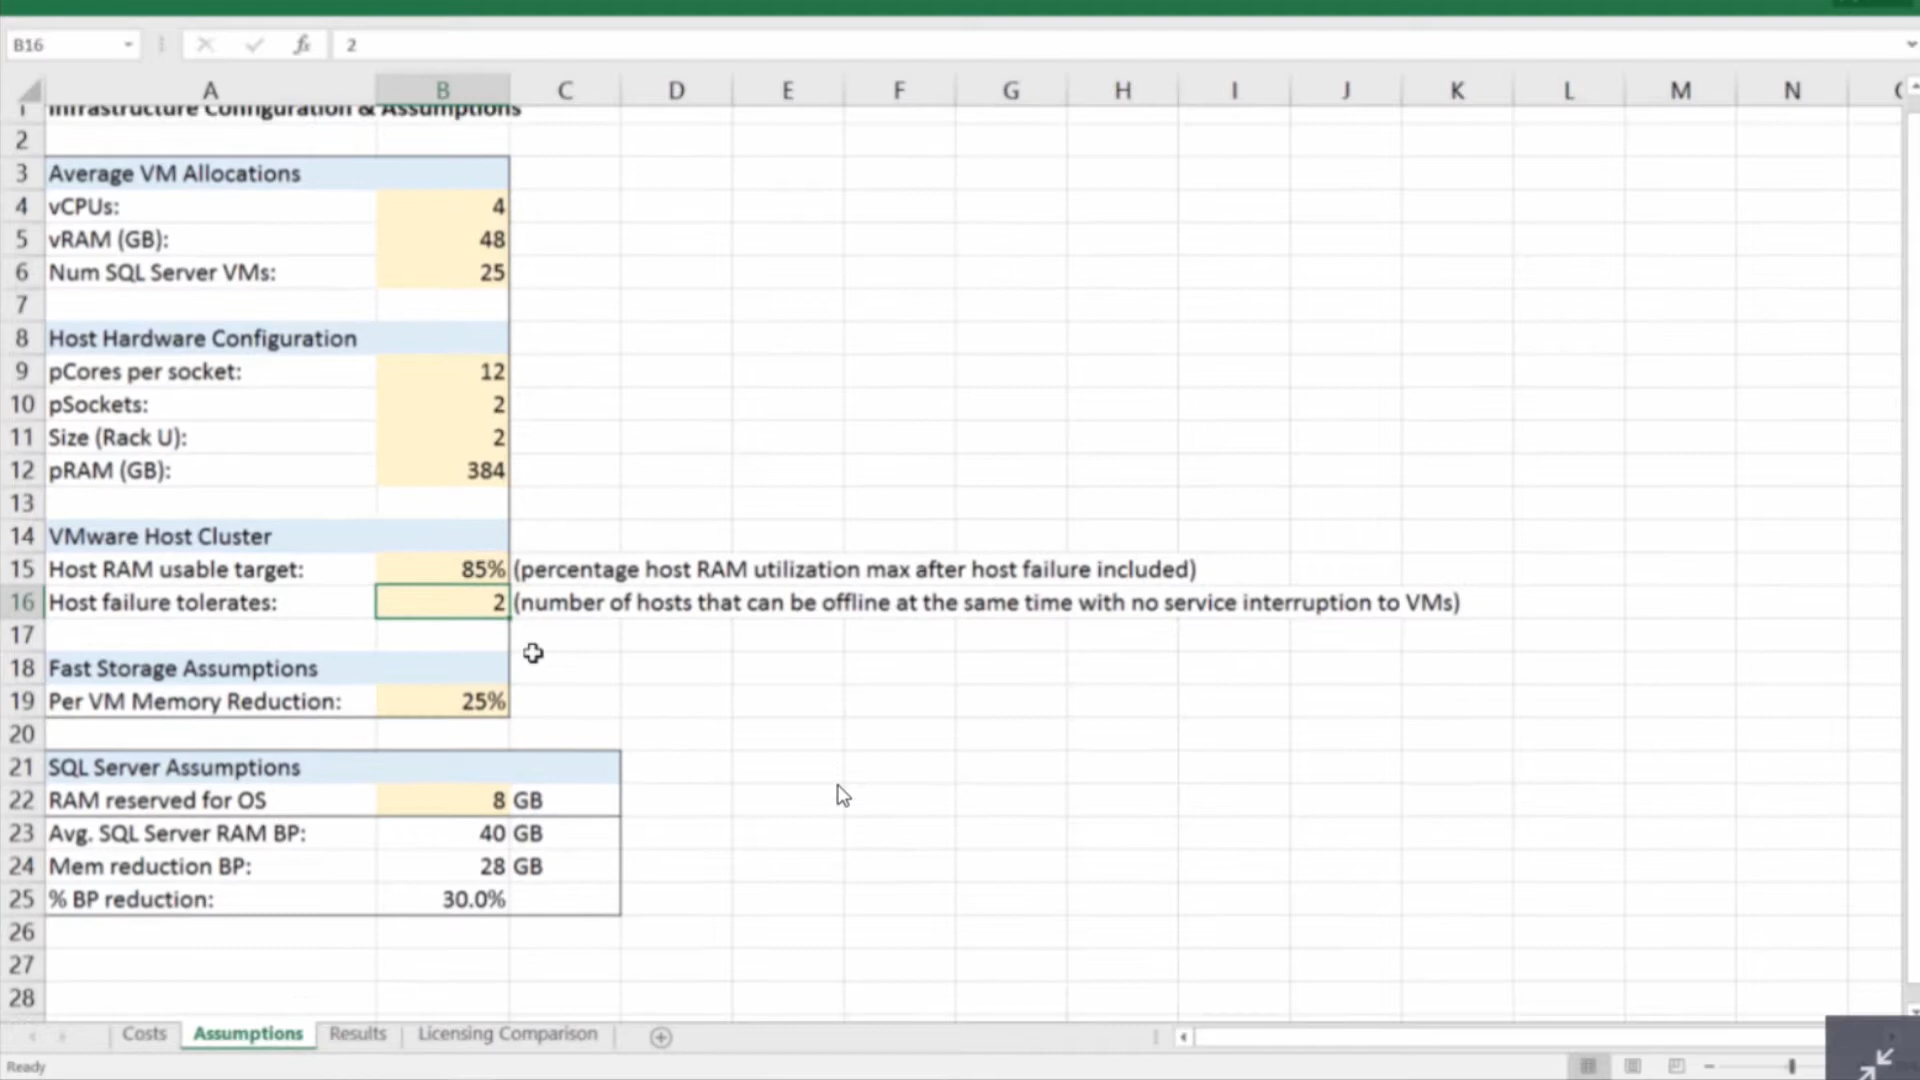 B16 fx 2
A B C D E F G H I J K L M N
1 Infrastructure Configuration & Assumptions
2
3 Average VM Allocations
4 vCPUs: 4
5 vRAM (GB): 48
6 Num SQL Server VMs: 25
7
8 Host Hardware Configuration
9 pCores per socket: 12
10 pSockets: 2
11 Size (Rack U): 2
12 pRAM (GB): 384
13
14 VMware Host Cluster
15 Host RAM usable target: 85% (percentage host RAM utilization max after host failure included)
16 Host failure tolerates: 2 (number of hosts that can be offline at the same time with no service interruption to VMs)
17
18 Fast Storage Assumptions
19 Per VM Memory Reduction: 25%
20
21 SQL Server Assumptions
22 RAM reserved for OS 8 GB
23 Avg. SQL Server RAM BP: 40 GB
24 Mem reduction BP: 28 GB
25 % BP reduction: 30.0%
26
27
28
Costs Assumptions Results Licensing Comparison
Ready